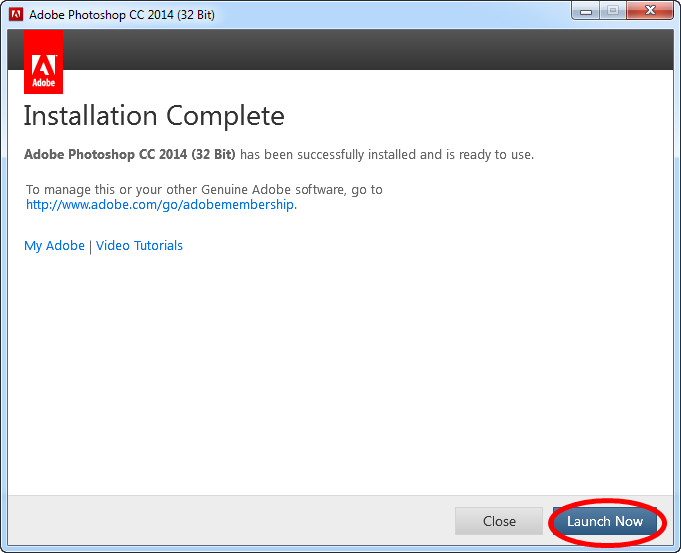 Adobe Photoshop CC 2014 (32 Bit)
Adobe
Installation Complete
Adobe Photoshop CC 2014 (32 Bit) has been successfully installed and is ready to use.
To manage this or your other Genuine Adobe software, go to
http://www.adobe.com/go/adobemembership.
My Adobe | Video Tutorials
Close
Launch Now